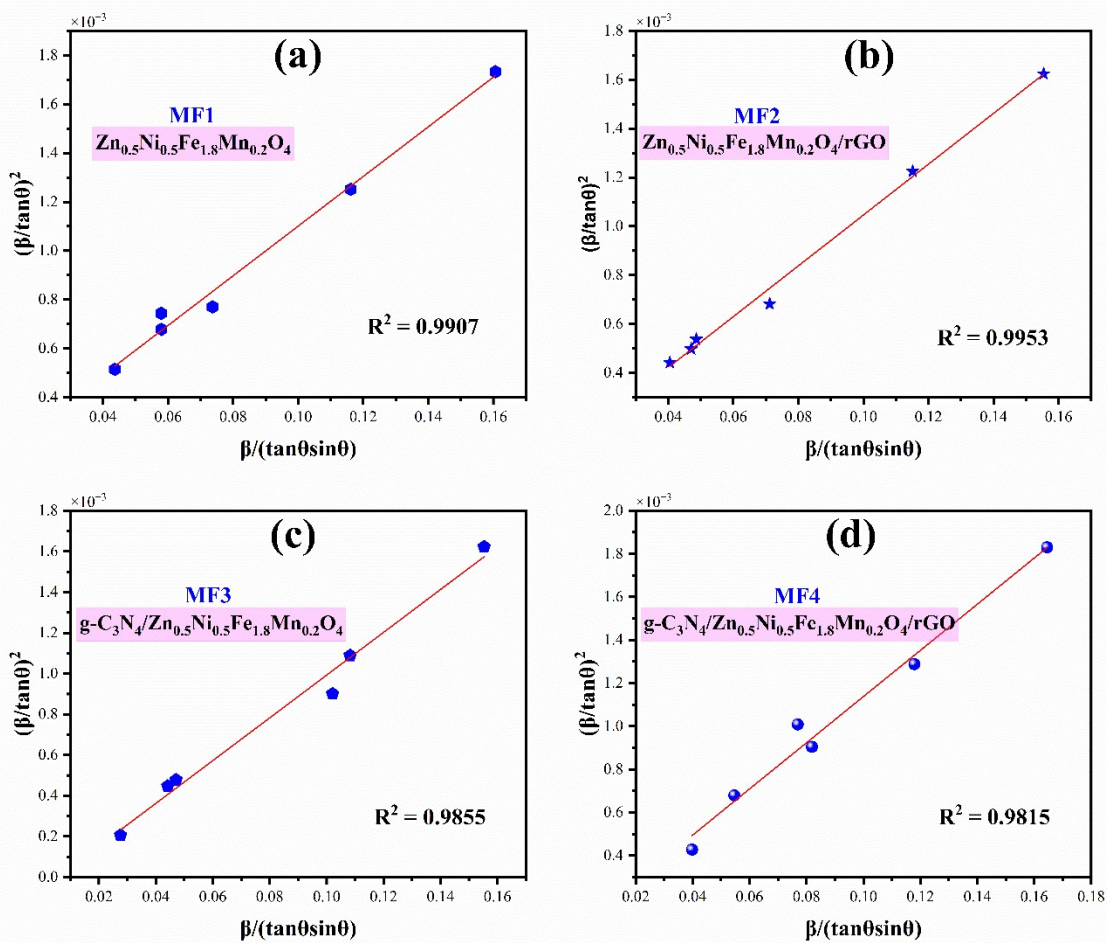 ×10⁻³
(a)
MF1
Zn₀.₅Ni₀.₅Fe₁.₈Mn₀.₂O₄
R² = 0.9907
1.8
1.6
1.4
1.2
1.0
0.8
0.6
0.4
(β/tanθ)²
0.04 0.06 0.08 0.10 0.12 0.14 0.16
β/(tanθsinθ)
×10⁻³
(b)
MF2
Zn₀.₅Ni₀.₅Fe₁.₈Mn₀.₂O₄/rGO
R² = 0.9953
1.8
1.6
1.4
1.2
1.0
0.8
0.6
0.4
(β/tanθ)²
0.04 0.06 0.08 0.10 0.12 0.14 0.16
β/(tanθsinθ)
×10⁻³
(c)
MF3
g-C₃N₄/Zn₀.₅Ni₀.₅Fe₁.₈Mn₀.₂O₄
R² = 0.9855
1.8
1.6
1.4
1.2
1.0
0.8
0.6
0.4
0.2
0.0
(β/tanθ)²
0.02 0.04 0.06 0.08 0.10 0.12 0.14 0.16
β/(tanθsinθ)
×10⁻³
(d)
MF4
g-C₃N₄/Zn₀.₅Ni₀.₅Fe₁.₈Mn₀.₂O₄/rGO
R² = 0.9815
2.0
1.8
1.6
1.4
1.2
1.0
0.8
0.6
0.4
(β/tanθ)²
0.02 0.04 0.06 0.08 0.10 0.12 0.14 0.16 0.18
β/(tanθsinθ)